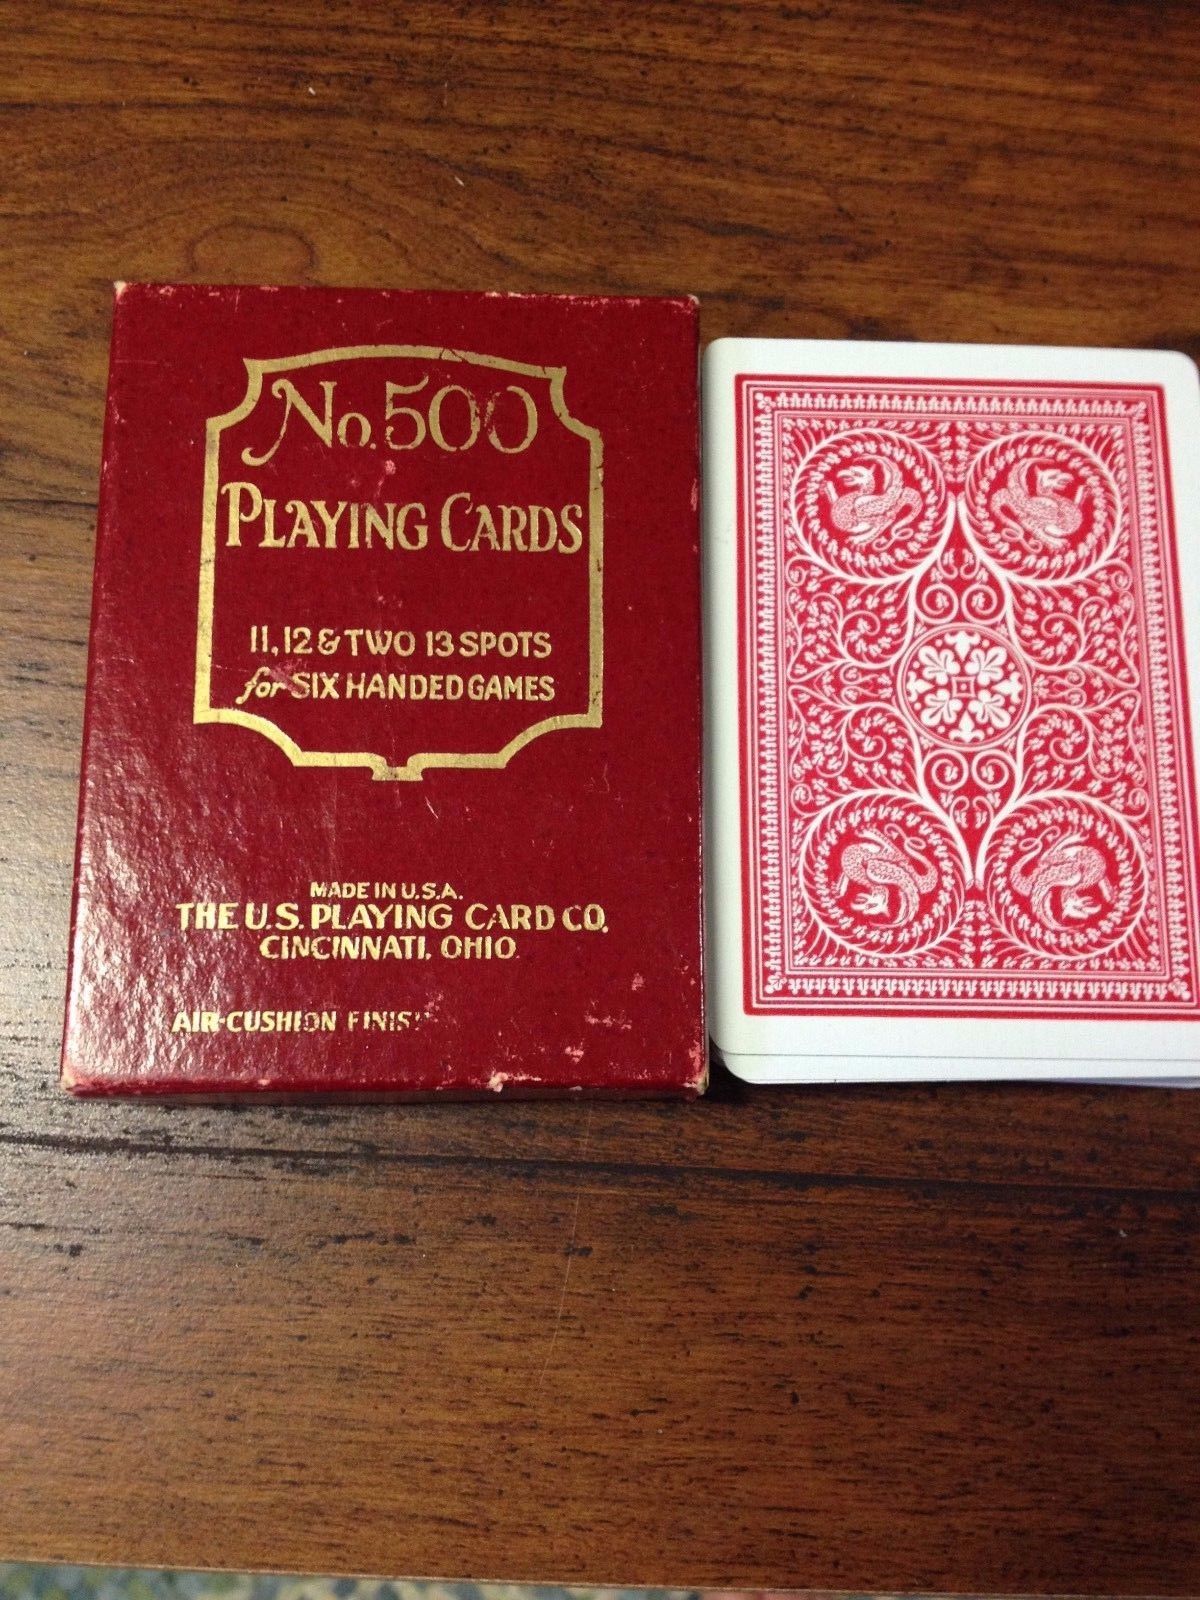 No. 500
PLAYING CARDS
11, 12 & TWO 13 SPOTS
for SIX HANDED GAMES
MADE IN U.S.A.
THE U.S. PLAYING CARD CO.
CINCINNATI, OHIO
AIR-CUSHION FINISH